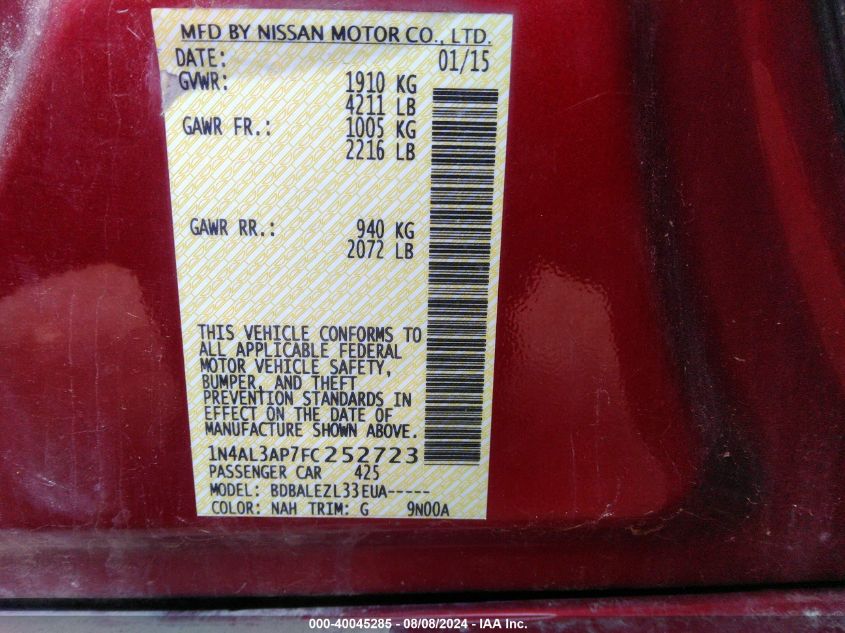 MFD BY NISSAN MOTOR CO., LTD.
DATE: 01/15
GVWR: 1910 KG
4211 LB
GAWR FR.: 1005 KG
2216 LB
GAWR RR.: 940 KG
2072 LB
THIS VEHICLE CONFORMS TO
ALL APPLICABLE FEDERAL
MOTOR VEHICLE SAFETY,
BUMPER, AND THEFT
PREVENTION STANDARDS IN
EFFECT ON THE DATE OF
MANUFACTURE SHOWN ABOVE.
1N4AL3AP7FC252723
PASSENGER CAR 425
MODEL: BDBALEZL33EUA-----
COLOR: NAH TRIM: G 9N00A
000-40045285 - 08/08/2024 - IAA Inc.